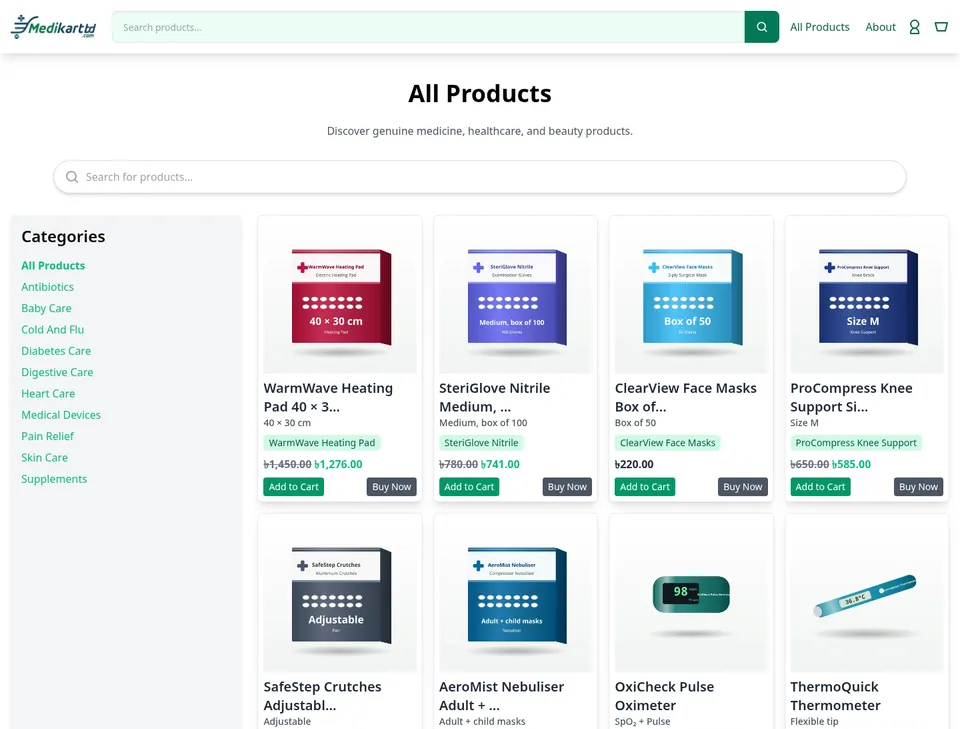 Medikartbd
.com
Search products...
All Products
About
All Products
Discover genuine medicine, healthcare, and beauty products.
Search for products...
Categories
All Products
Antibiotics
Baby Care
Cold And Flu
Diabetes Care
Digestive Care
Heart Care
Medical Devices
Pain Relief
Skin Care
Supplements
WarmWave Heating Pad
Electric Heating Pad
40 × 30 cm
Heating Pad
WarmWave Heating
Pad 40 × 3...
40 × 30 cm
WarmWave Heating Pad
৳1,450.00 ৳1,276.00
Add to Cart
Buy Now
SteriGlove Nitrile
Examination Gloves
Medium, box of 100
100 Gloves
SteriGlove Nitrile
Medium, ...
Medium, box of 100
SteriGlove Nitrile
৳780.00 ৳741.00
Add to Cart
Buy Now
ClearView Face Masks
3-ply Surgical Mask
Box of 50
50 Masks
ClearView Face Masks
Box of...
Box of 50
ClearView Face Masks
৳220.00
Add to Cart
Buy Now
ProCompress Knee Support
Knee Brace
Size M
Knee Support
ProCompress Knee
Support Si...
Size M
ProCompress Knee Support
৳650.00 ৳585.00
Add to Cart
Buy Now
SafeStep Crutches
Aluminium Crutches
Adjustable
Pair
SafeStep Crutches
Adjustabl...
Adjustable
AeroMist Nebuliser
Compressor Nebuliser
Adult + child masks
Nebuliser
AeroMist Nebuliser
Adult + ...
Adult + child masks
98
OxiCheck Pulse
Oximeter
SpO₂ + Pulse
36.8°C
ThermoQuick
Thermometer
Flexible tip